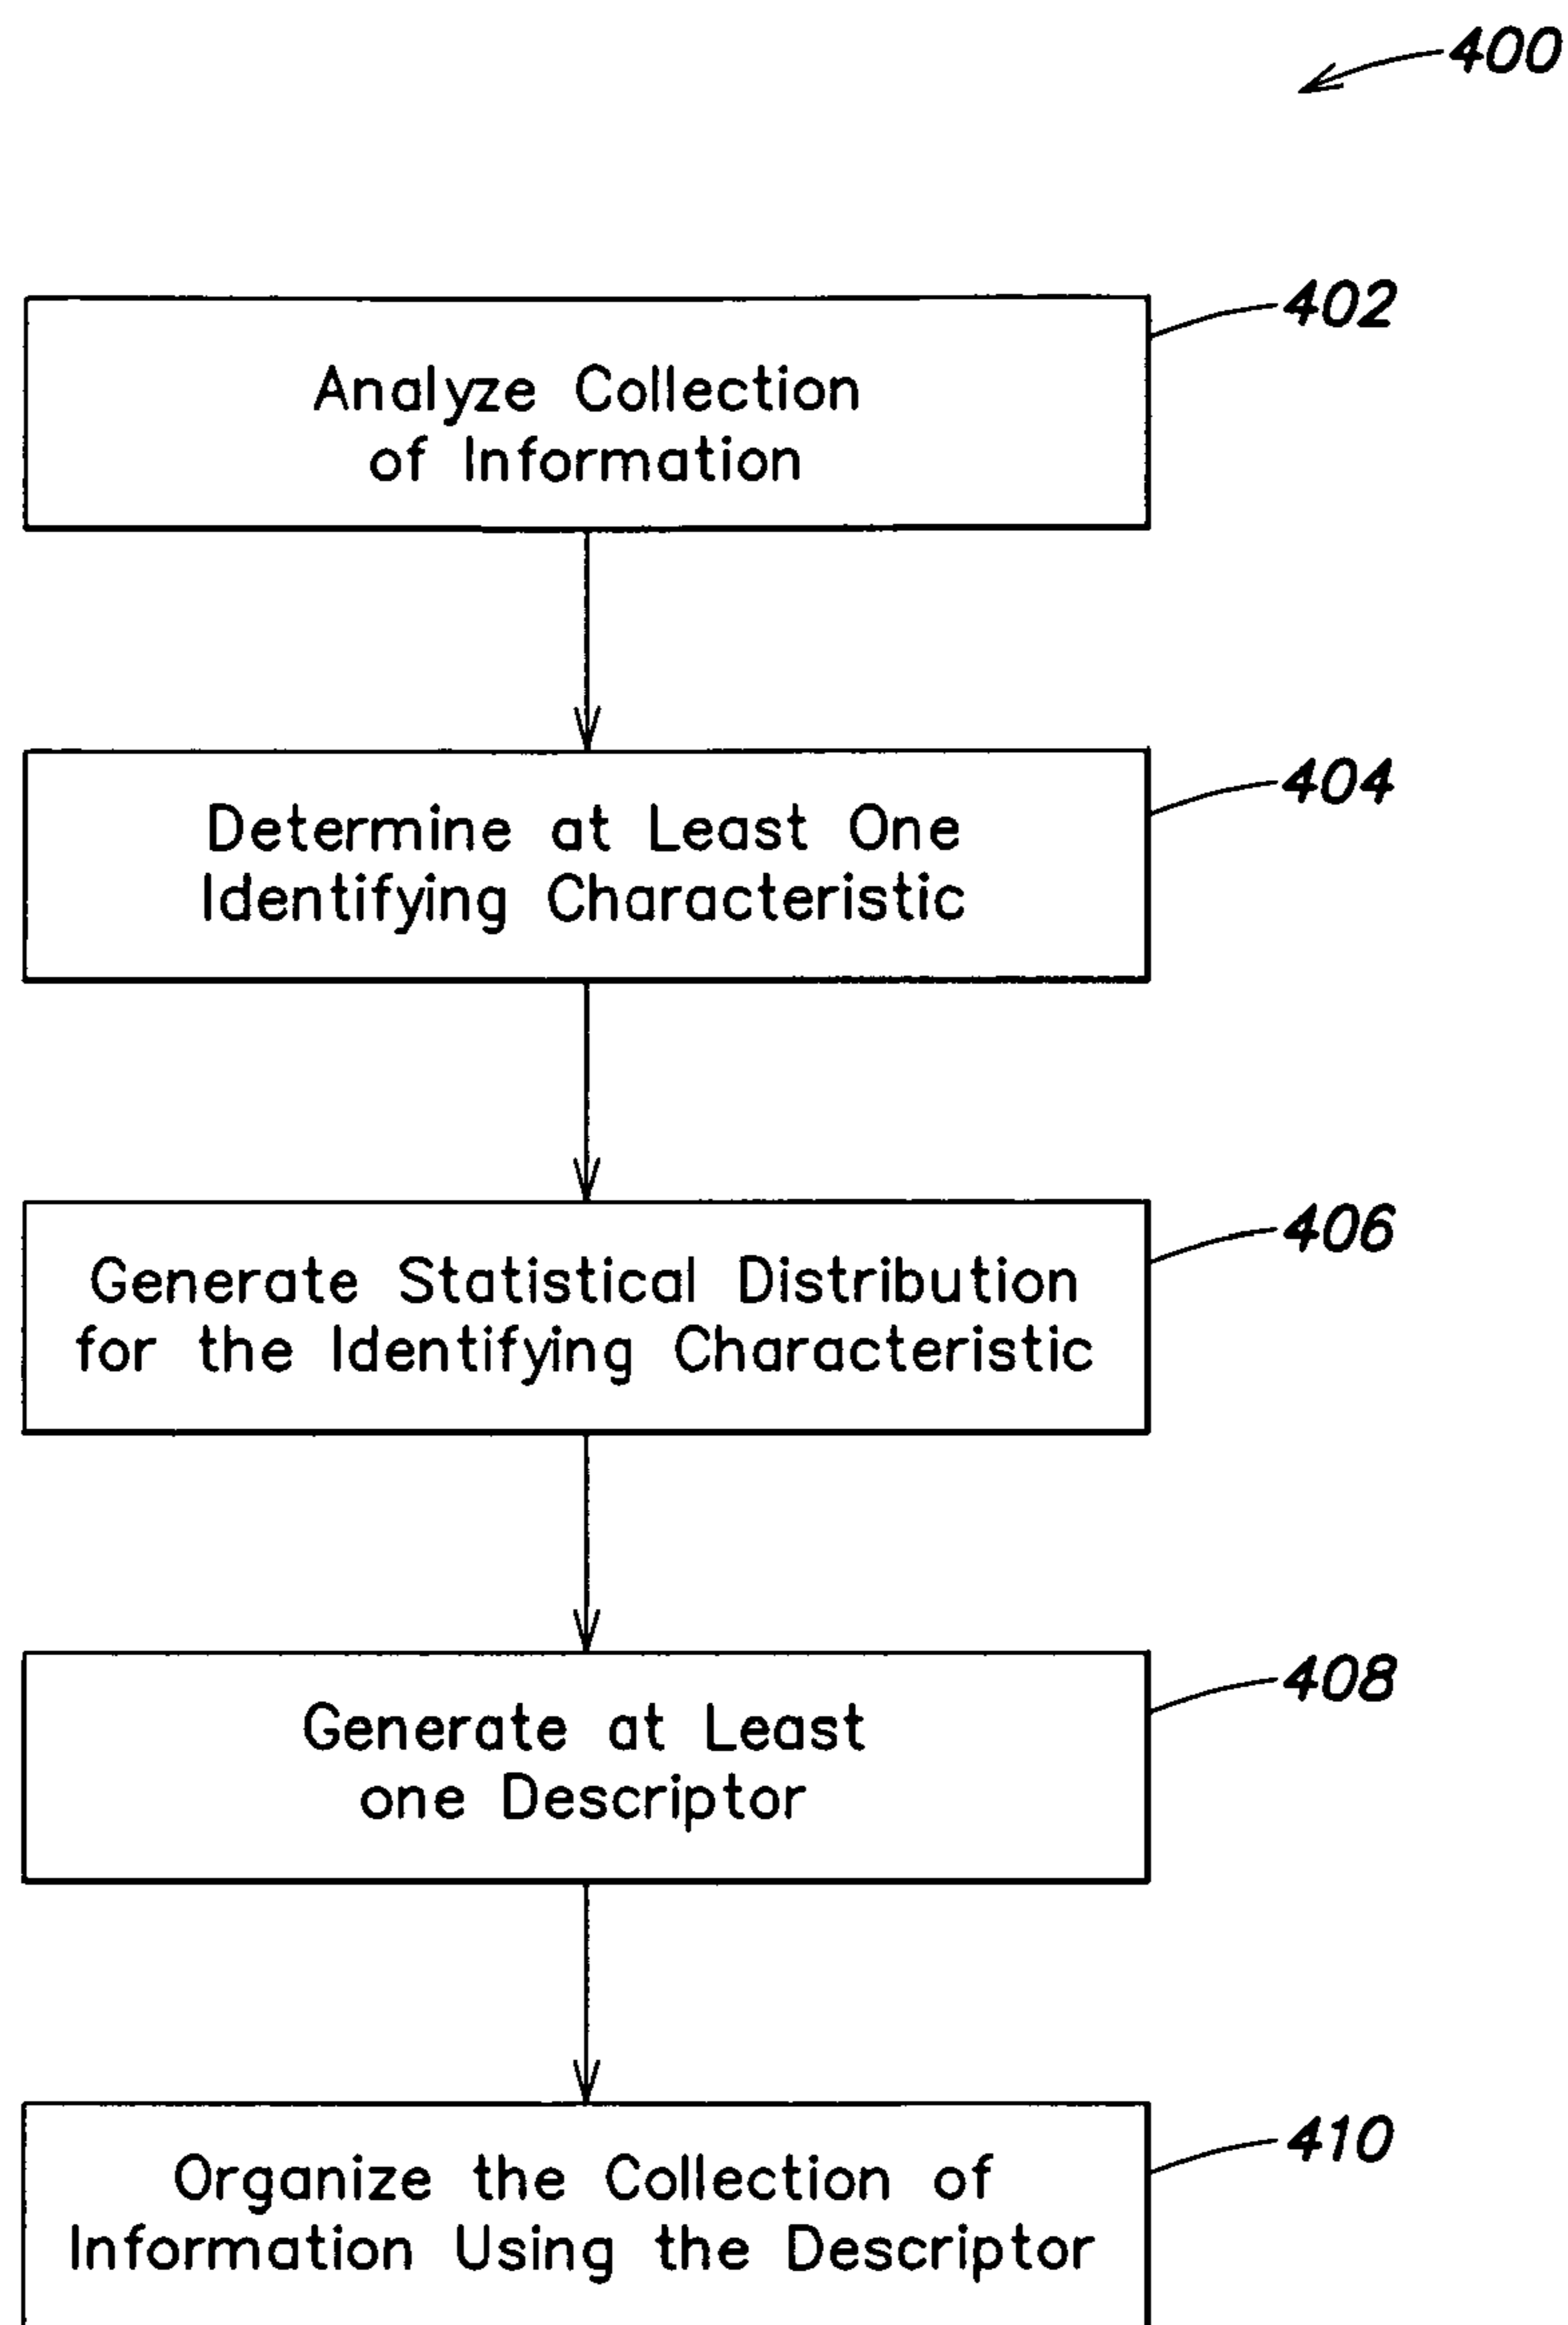 400
402
Analyze Collection
of Information
404
Determine at Least One
Identifying Characteristic
406
Generate Statistical Distribution
for the Identifying Characteristic
408
Generate at Least
one Descriptor
410
Organize the Collection of
Information Using the Descriptor